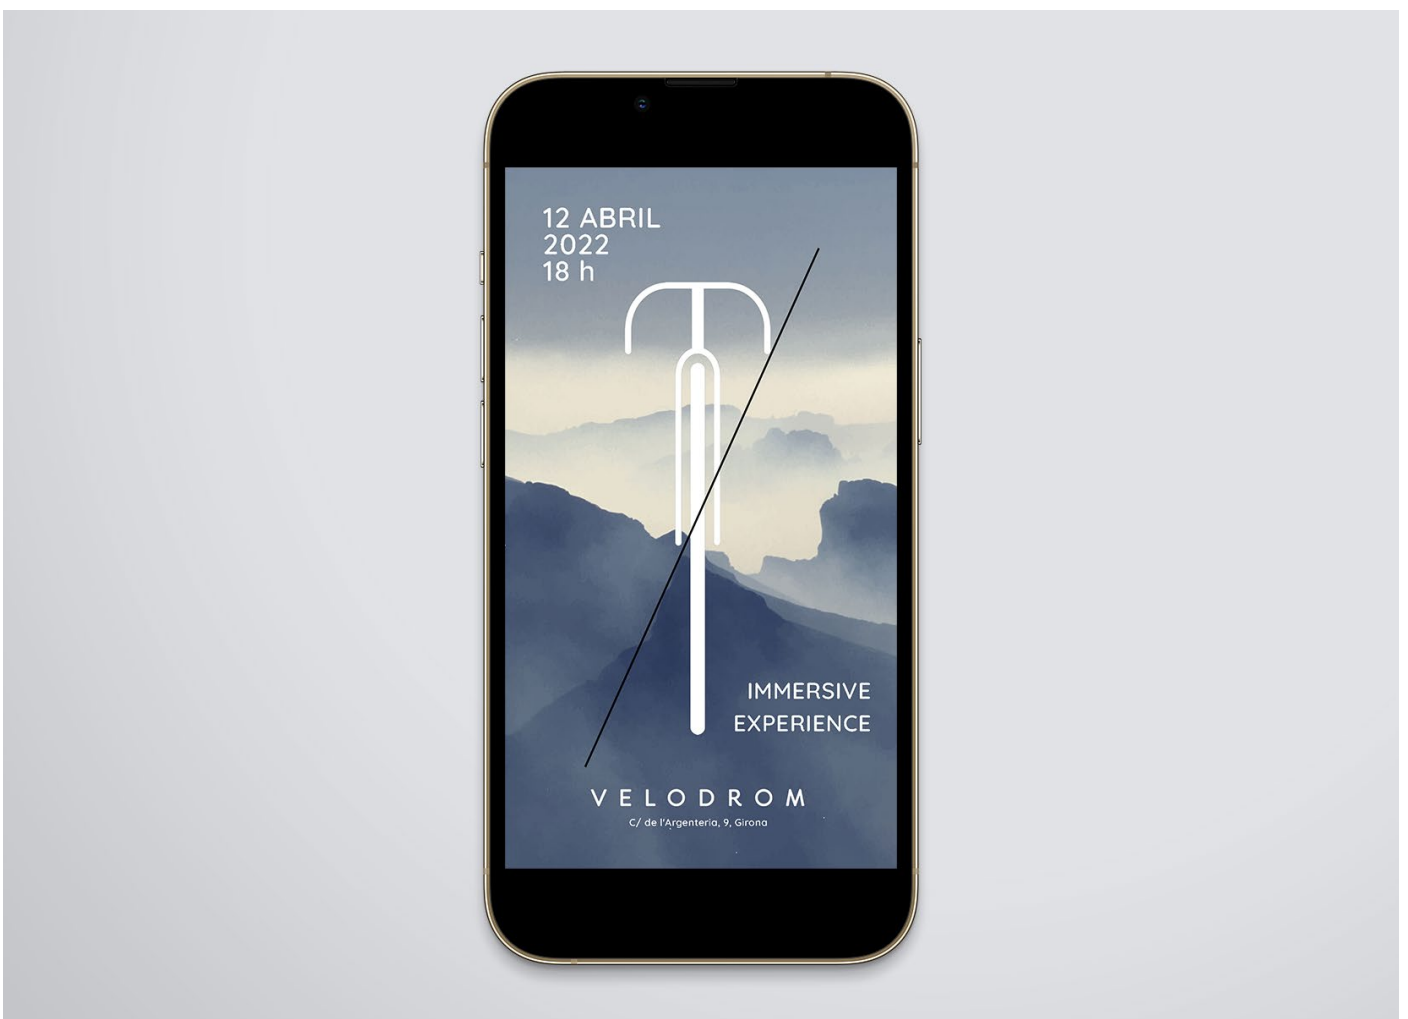 12 ABRIL
2022
18 h
IMMERSIVE
EXPERIENCE
VELODROM
C/ de l'Argenteria, 9, Girona